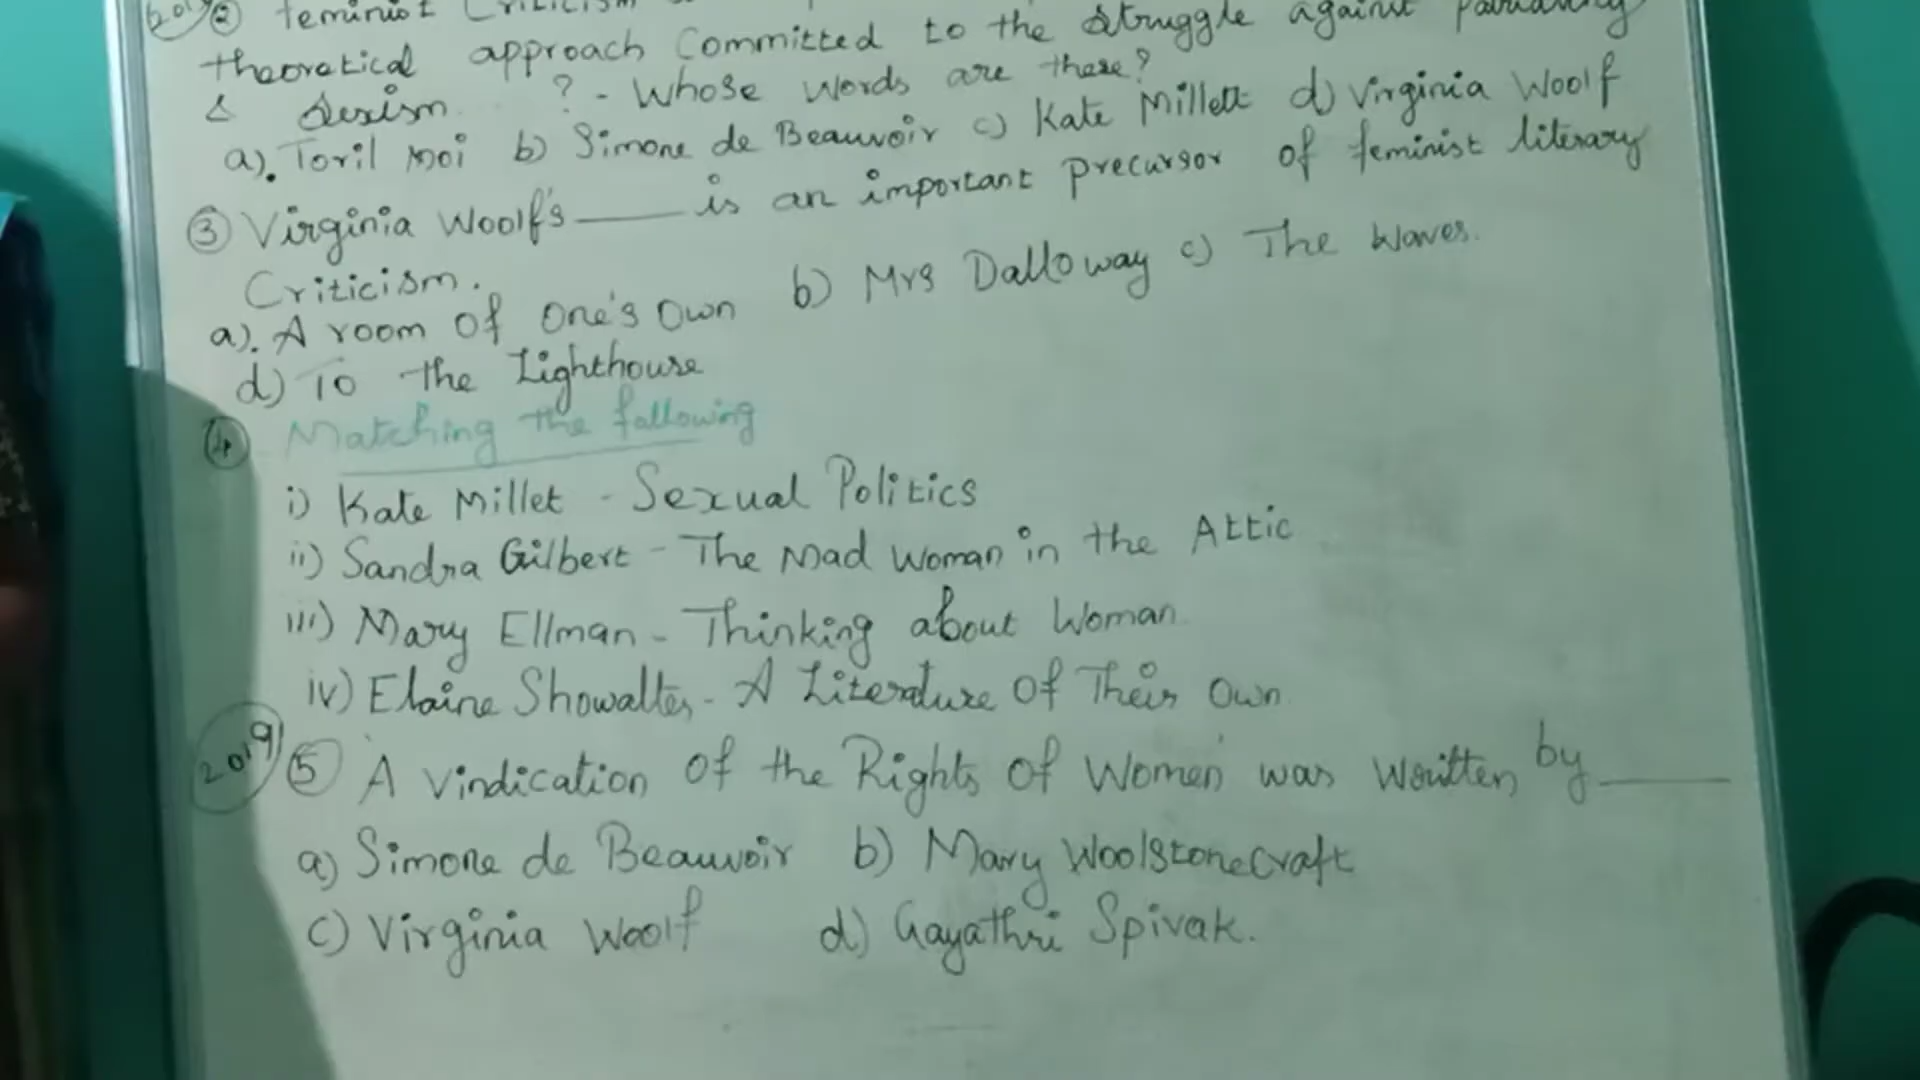 2019 ② feminist Criticism
theoretical approach Committed to the struggle against patriarchy
& sexism ? - Whose words are these?
a). Toril Moi b) Simone de Beauvoir c) Kate Millett d) Virginia Woolf
③ Virginia Woolf's ____ is an important precursor of feminist literary
Criticism.
a). A room of One's Own b) Mrs Dalloway c) The Waves.
d) To the Lighthouse
④ Matching the following
i) Kate Millet - Sexual Politics
ii) Sandra Gilbert - The Mad Woman in the Attic
iii) Mary Ellman - Thinking about Woman
iv) Elaine Showalter - A Literature Of Their Own
2019 ⑤ A Vindication Of the Rights Of Women' was Written by ____
a) Simone de Beauvoir b) Mary Woolstonecraft
c) Virginia Woolf d) Gayathri Spivak.